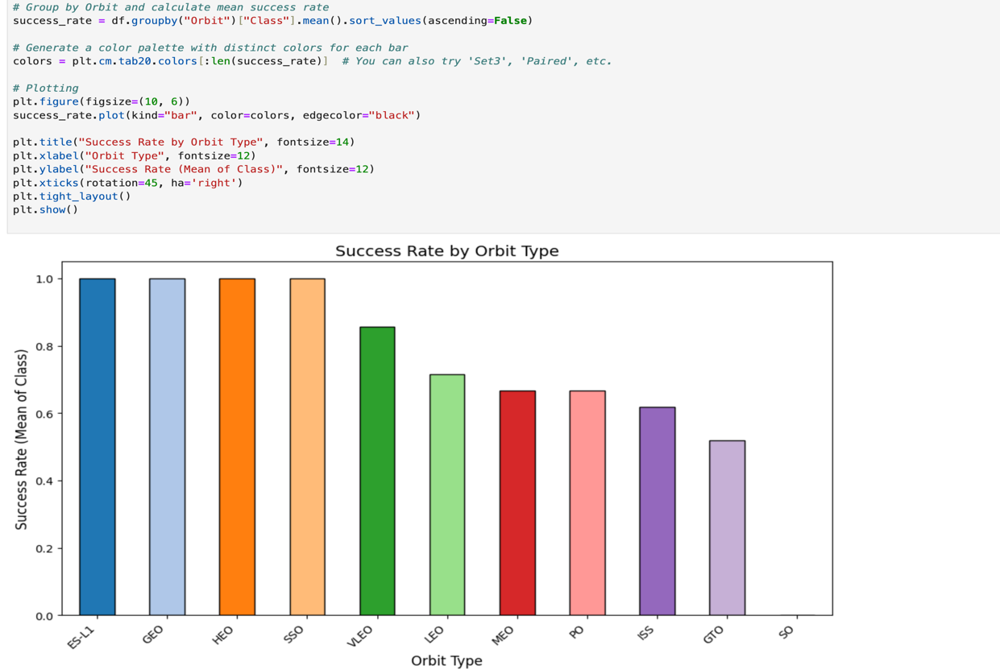 # Group by Orbit and calculate mean success rate
success_rate = df.groupby("Orbit")["Class"].mean().sort_values(ascending=False)
# Generate a color palette with distinct colors for each bar
colors = plt.cm.tab20.colors[:len(success_rate)]  # You can also try 'Set3', 'Paired', etc.
# Plotting
plt.figure(figsize=(10, 6))
success_rate.plot(kind="bar", color=colors, edgecolor="black")
plt.title("Success Rate by Orbit Type", fontsize=14)
plt.xlabel("Orbit Type", fontsize=12)
plt.ylabel("Success Rate (Mean of Class)", fontsize=12)
plt.xticks(rotation=45, ha='right')
plt.tight_layout()
plt.show()
Success Rate by Orbit Type
Success Rate (Mean of Class)
1.0
0.8
0.6
0.4
0.2
0.0
ES-L1
GEO
HEO
SSO
VLEO
LEO
MEO
PO
ISS
GTO
SO
Orbit Type